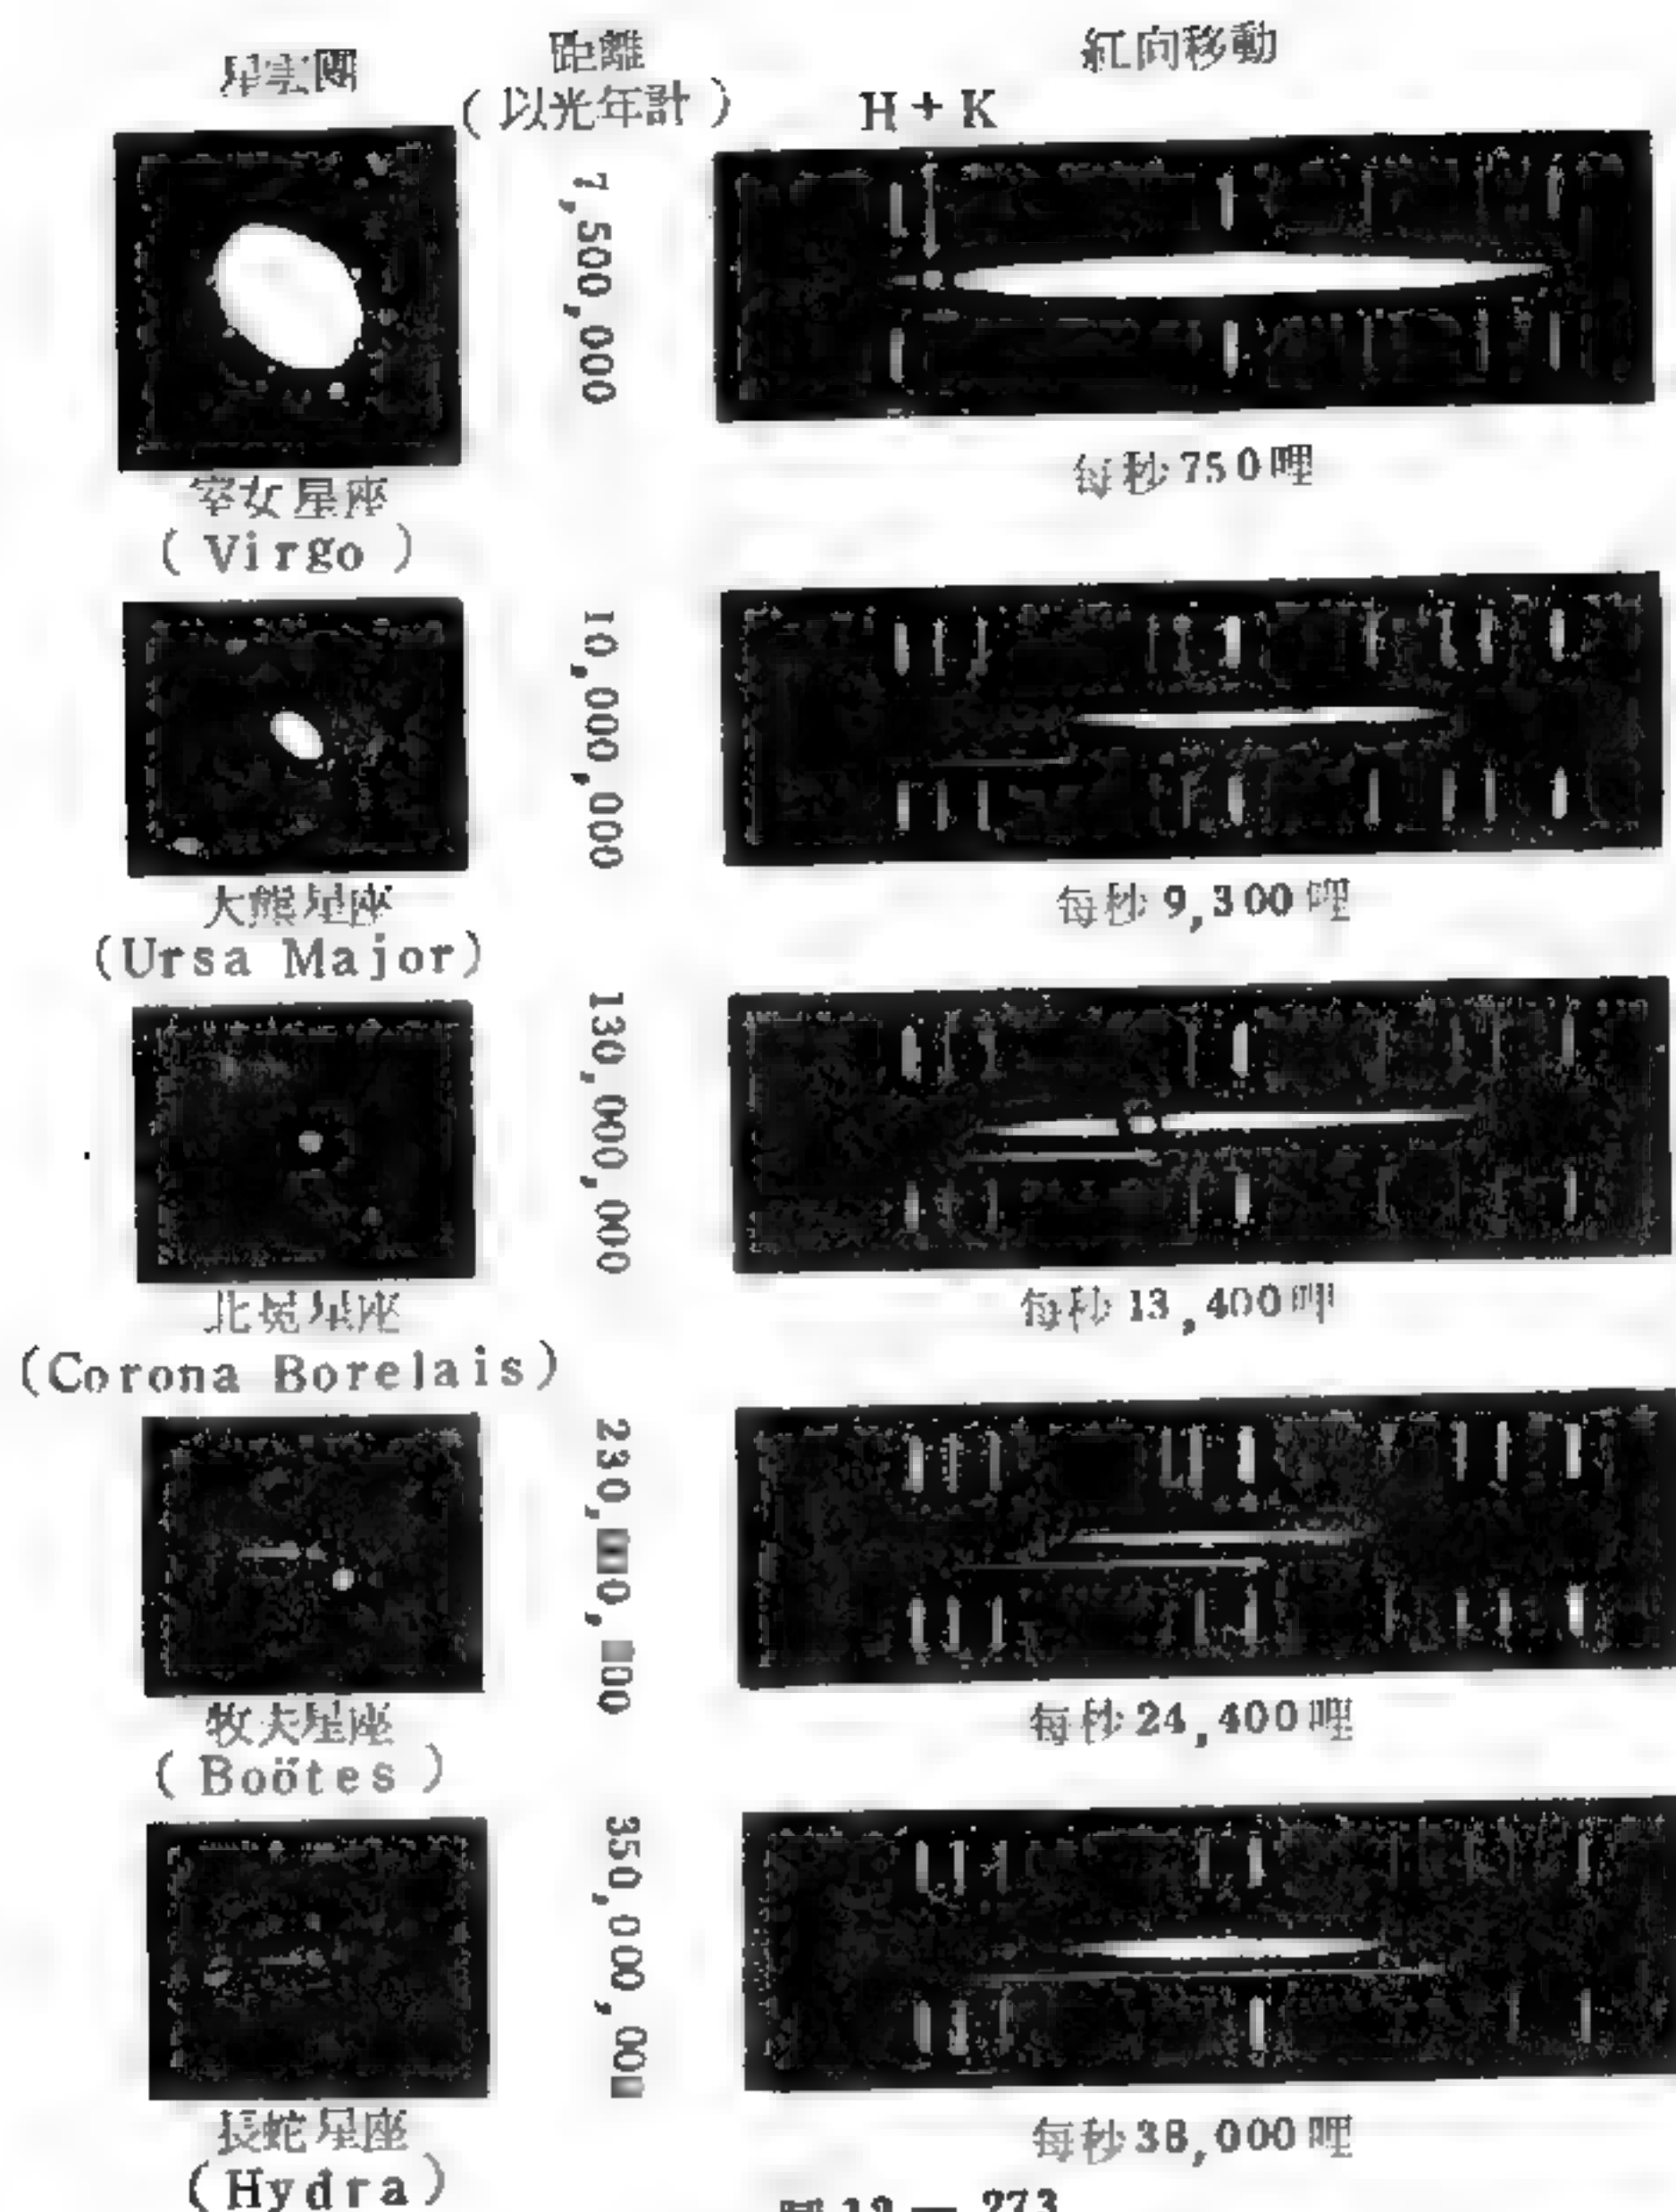 星雲團
距離
(以光年計)
紅向移動
H + K
7,500,000
每秒750哩
室女星座
( Virgo )
10,000,000
每秒9,300哩
大熊星座
(Ursa Major)
130,000,000
每秒13,400哩
北冕星座
(Corona Borelais)
230,
每秒24,400哩
牧夫星座
( Boötes )
350,000,
每秒38,000哩
長蛇星座
(Hydra)
圖 12 — 273